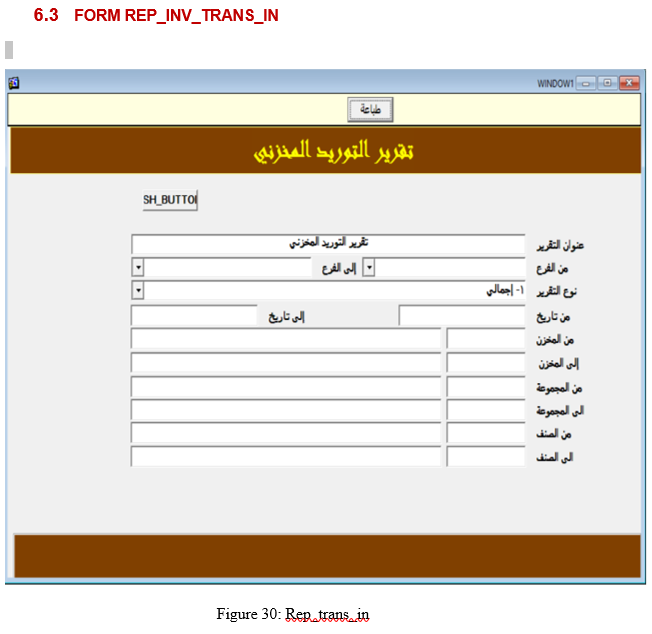 6.3 FORM REP_INV_TRANS_IN
WINDOW1
طباعة
تقرير التوريد المخزني
SH_BUTTO
عنوان التقرير تقرير التوريد المخزني
من الفرع إلى الفرع
نوع التقرير ١- إجمالي
من تاريخ إلى تاريخ
من المخزن
إلى المخزن
من المجموعة
الى المجموعة
من الصنف
الى الصنف
Figure 30: Rep_trans_in